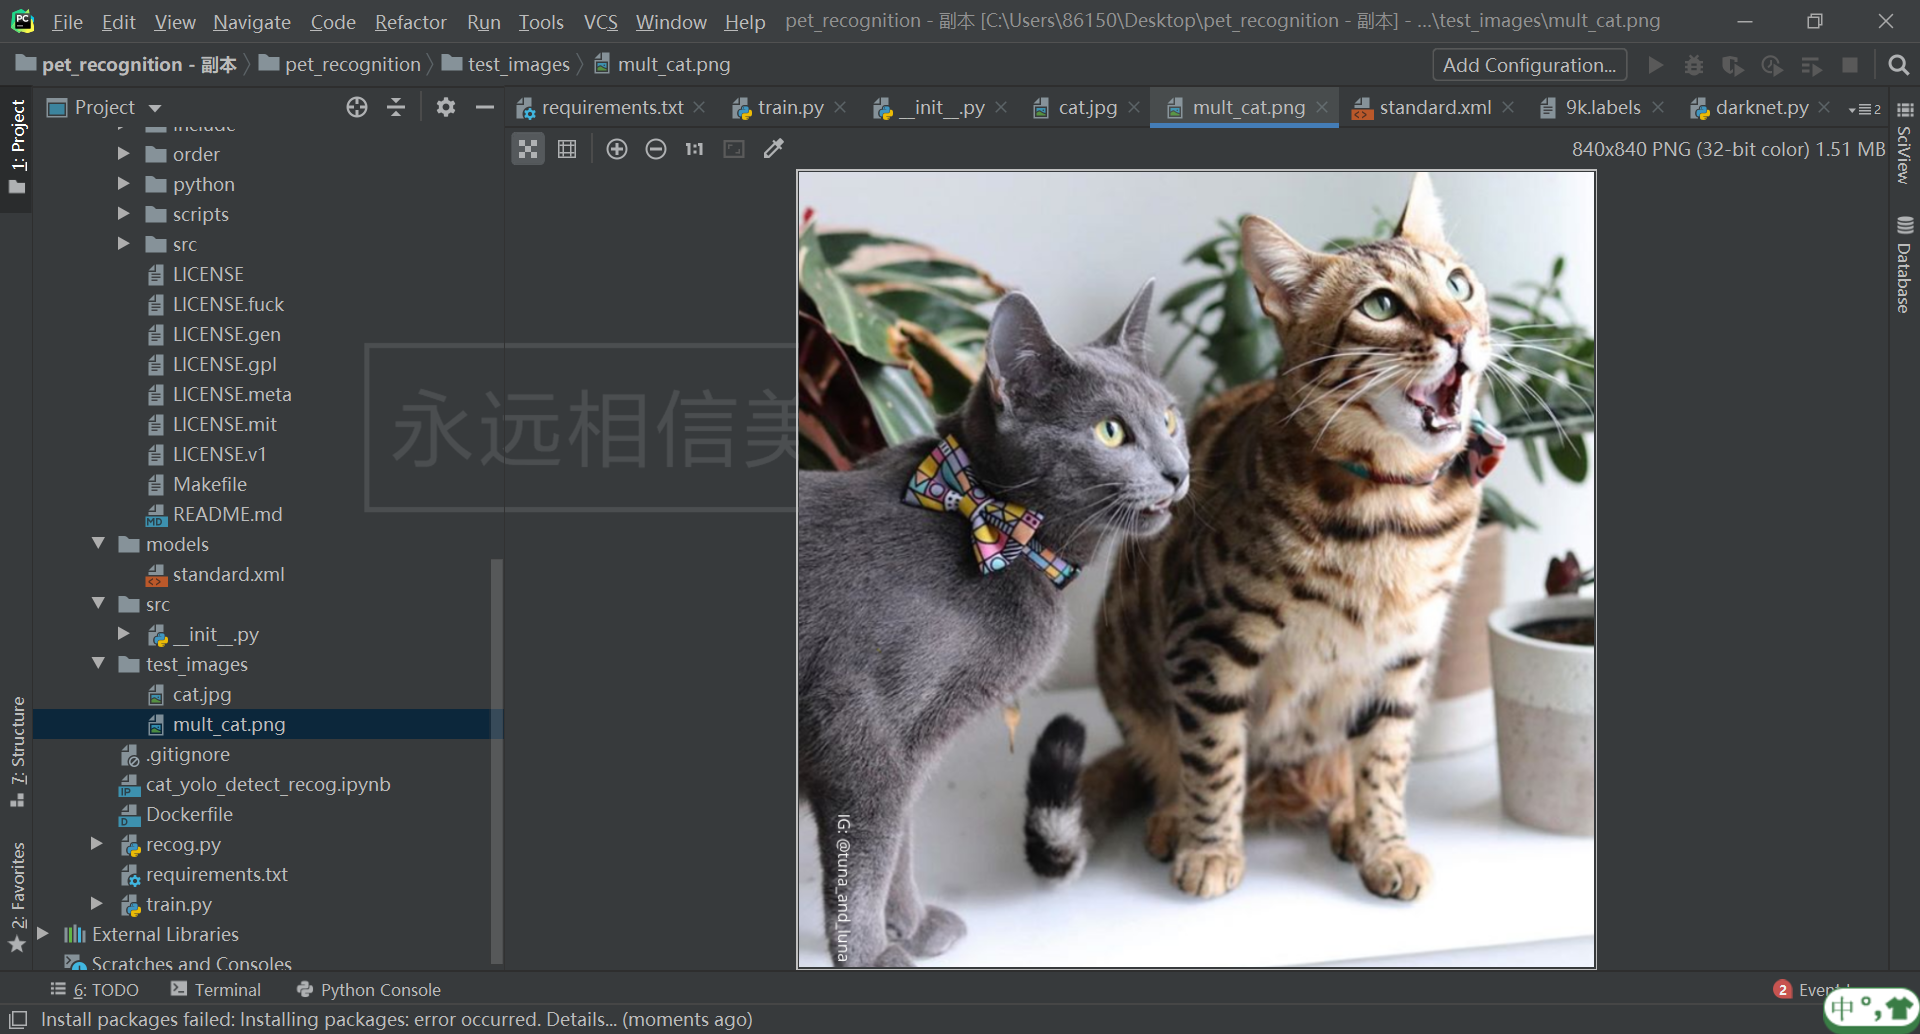 File Edit View Navigate Code Refactor Run Tools VCS Window Help pet_recognition - 副本 [C:\Users\86150\Desktop\pet_recognition - 副本] - ...\test_images\mult_cat.png
pet_recognition - 副本 pet_recognition test_images mult_cat.png Add Configuration...
1: Project
Project
requirements.txt train.py __init__.py cat.jpg mult_cat.png standard.xml 9k.labels darknet.py 2
1:1 840x840 PNG (32-bit color) 1.51 MB
SciView
Database
include
order
python
scripts
src
LICENSE
LICENSE.fuck
LICENSE.gen
LICENSE.gpl
LICENSE.meta
LICENSE.mit
LICENSE.v1
Makefile
README.md
models
standard.xml
src
__init__.py
test_images
cat.jpg
mult_cat.png
.gitignore
cat_yolo_detect_recog.ipynb
Dockerfile
recog.py
requirements.txt
train.py
External Libraries
Scratches and Consoles
永远相信美
IG: @tuna_and_luna
7: Structure
2: Favorites
6: TODO Terminal Python Console 2 Event
中
Install packages failed: Installing packages: error occurred. Details... (moments ago)